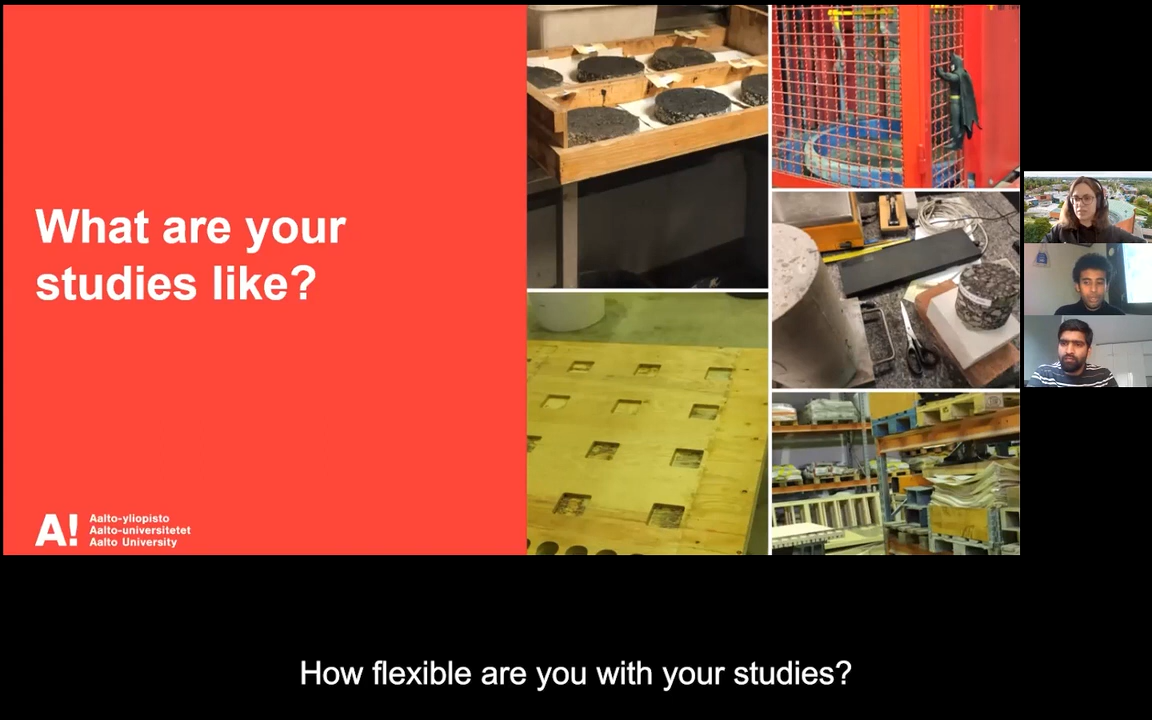 What are your
studies like?
A!
Aalto-yliopisto
Aalto-universitetet
Aalto University
How flexible are you with your studies?